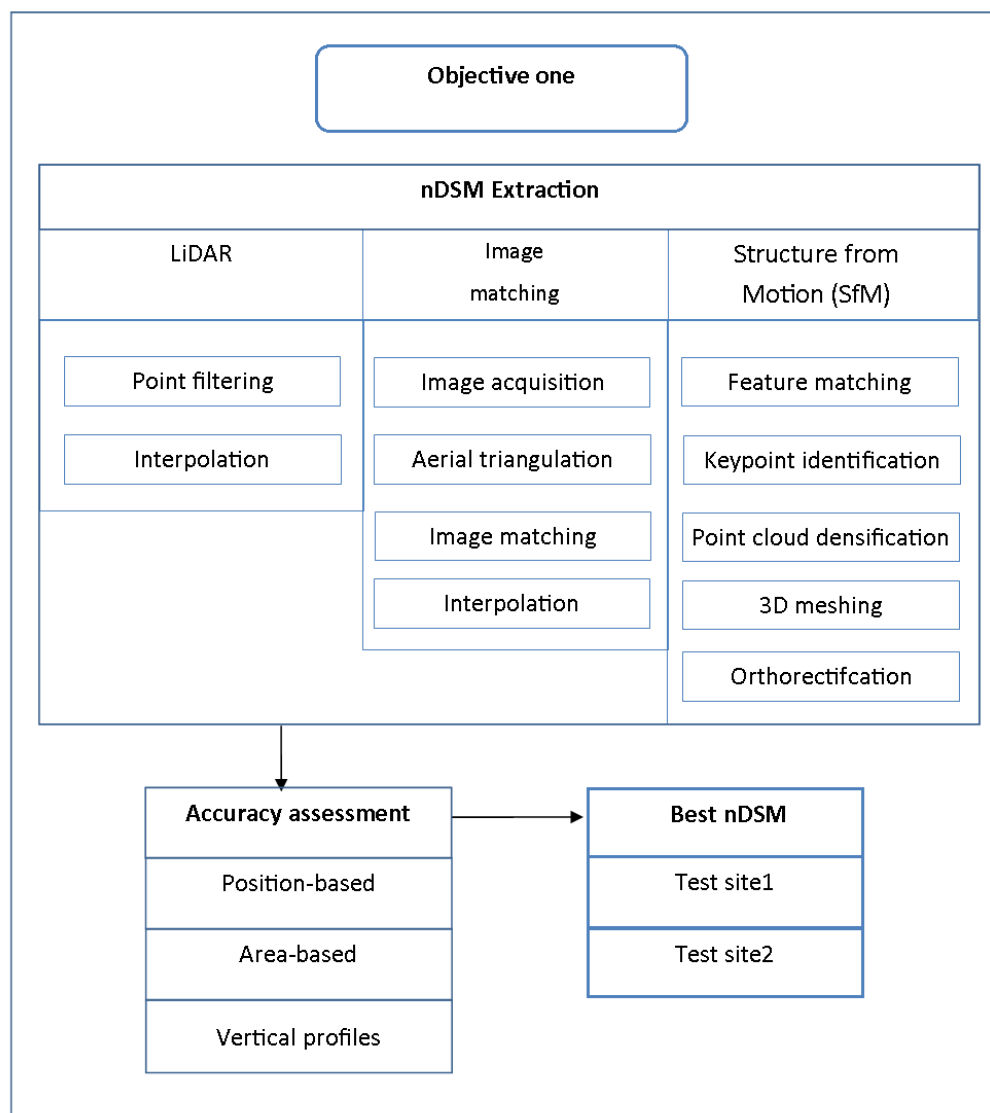 Objective one
nDSM Extraction
LiDAR
Image
matching
Structure from
Motion (SfM)
Point filtering
Interpolation
Image acquisition
Aerial triangulation
Image matching
Interpolation
Feature matching
Keypoint identification
Point cloud densification
3D meshing
Orthorectifcation
Accuracy assessment
Position-based
Area-based
Vertical profiles
Best nDSM
Test site1
Test site2